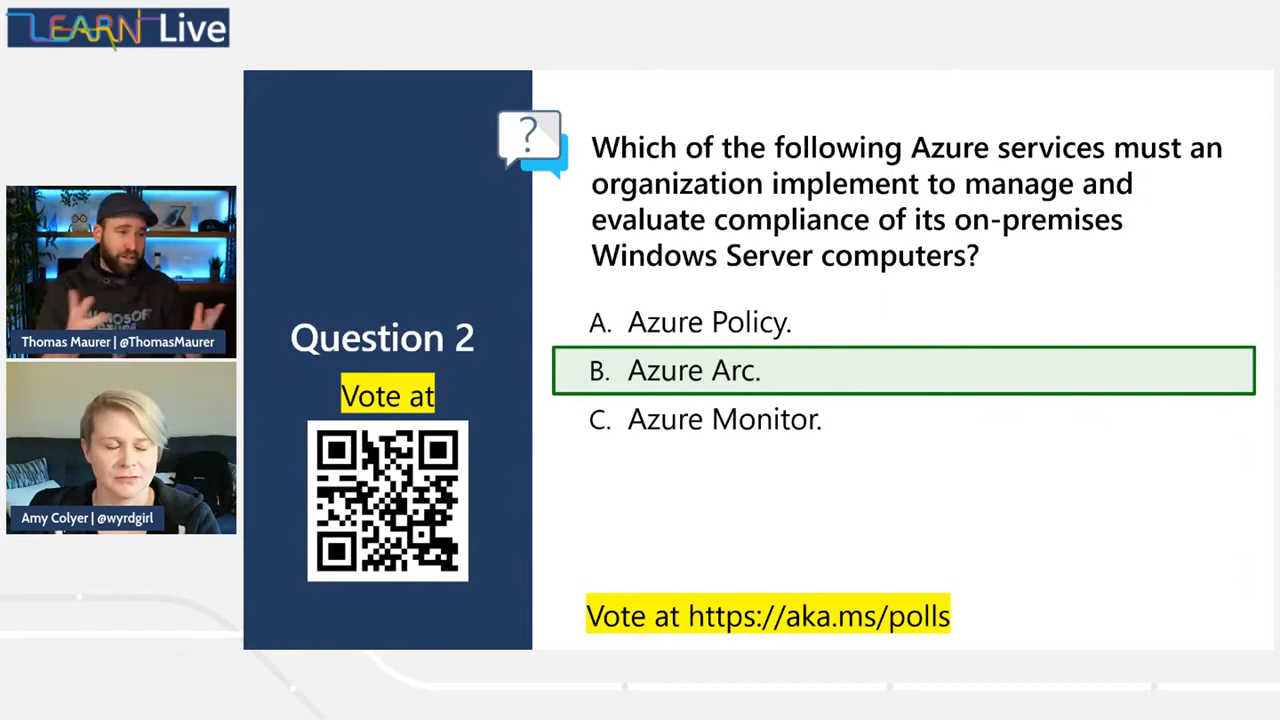 LEARN Live
?
Which of the following Azure services must an
organization implement to manage and
evaluate compliance of its on-premises
Windows Server computers?
A. Azure Policy.
B. Azure Arc.
C. Azure Monitor.
Question 2
Vote at
Vote at https://aka.ms/polls
MICROSOFT
Thomas Maurer | @ThomasMaurer
Amy Colyer | @wyrdgirl